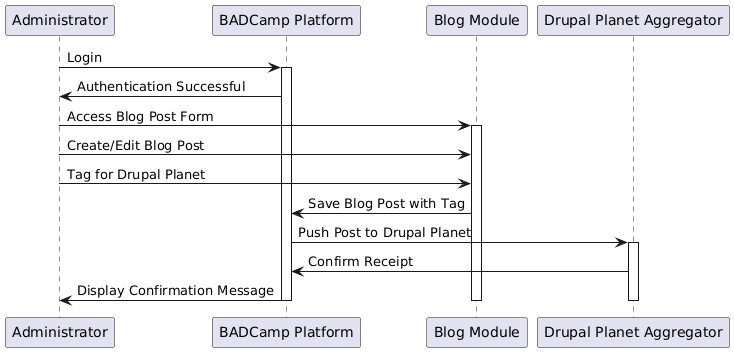 Administrator
BADCamp Platform
Blog Module
Drupal Planet Aggregator
Login
Authentication Successful
Access Blog Post Form
Create/Edit Blog Post
Tag for Drupal Planet
Save Blog Post with Tag
Push Post to Drupal Planet
Confirm Receipt
Display Confirmation Message
Administrator
BADCamp Platform
Blog Module
Drupal Planet Aggregator